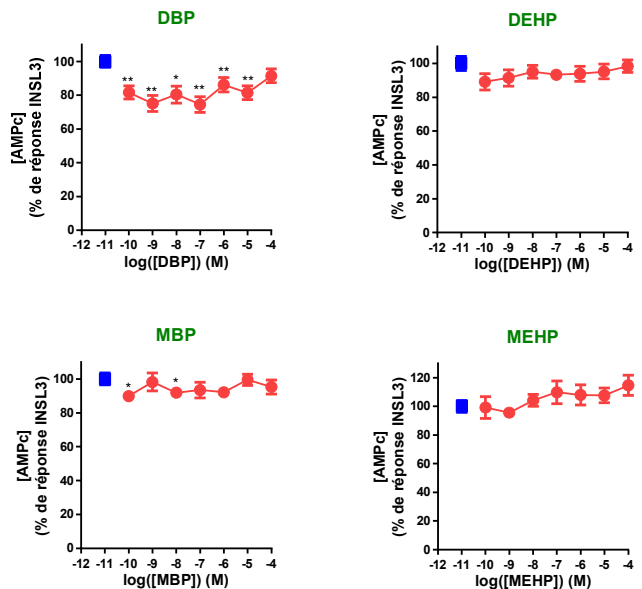 DBP
[AMPc]
(% de réponse INSL3)
100
80
60
40
20
0
** ** * ** ** **
-12 -11 -10 -9 -8 -7 -6 -5 -4
log([DBP]) (M)
DEHP
[AMPc]
(% de réponse INSL3)
100
80
60
40
20
0
-12 -11 -10 -9 -8 -7 -6 -5 -4
log([DEHP]) (M)
MBP
[AMPc]
(% de réponse INSL3)
100
80
60
40
20
0
* *
-12 -11 -10 -9 -8 -7 -6 -5 -4
log([MBP]) (M)
MEHP
[AMPc]
(% de réponse INSL3)
120
100
80
60
40
20
0
-12 -11 -10 -9 -8 -7 -6 -5 -4
log([MEHP]) (M)